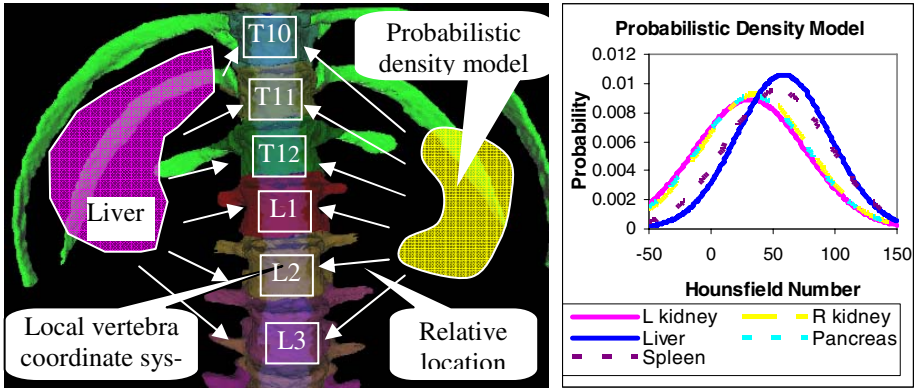 T10
Probabilistic
density model
T11
T12
Liver
L1
L2
L3
Local vertebra
coordinate sys-
Relative
location
Probabilistic Density Model
Probability
0.012
0.01
0.008
0.006
0.004
0.002
0
-50
0
50
100
150
Hounsfield Number
L kidney
R kidney
Liver
Pancreas
Spleen